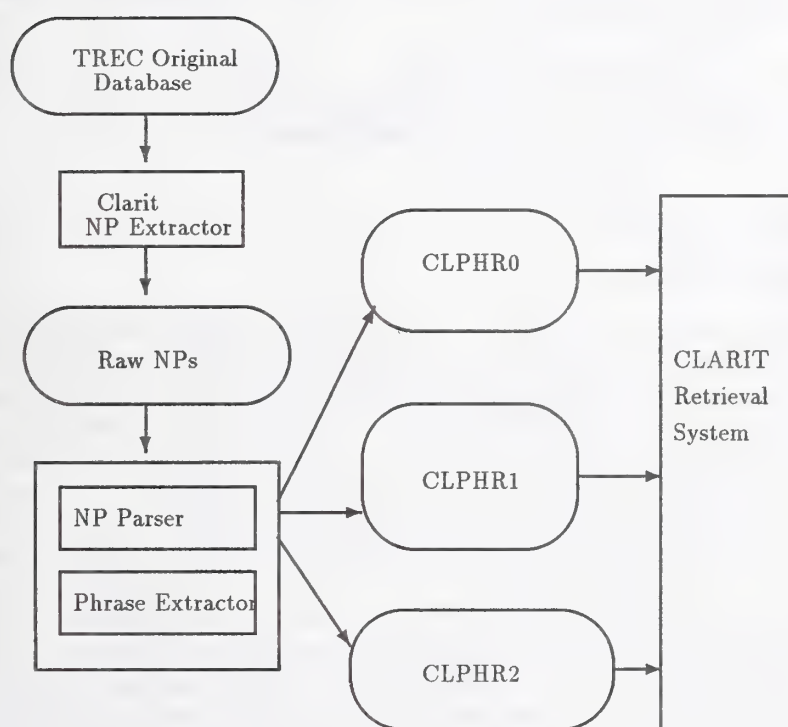 TREC Original
Database
Clarit
NP Extractor
Raw NPs
NP Parser
Phrase Extractor
CLPHR0
CLPHR1
CLPHR2
CLARIT
Retrieval
System